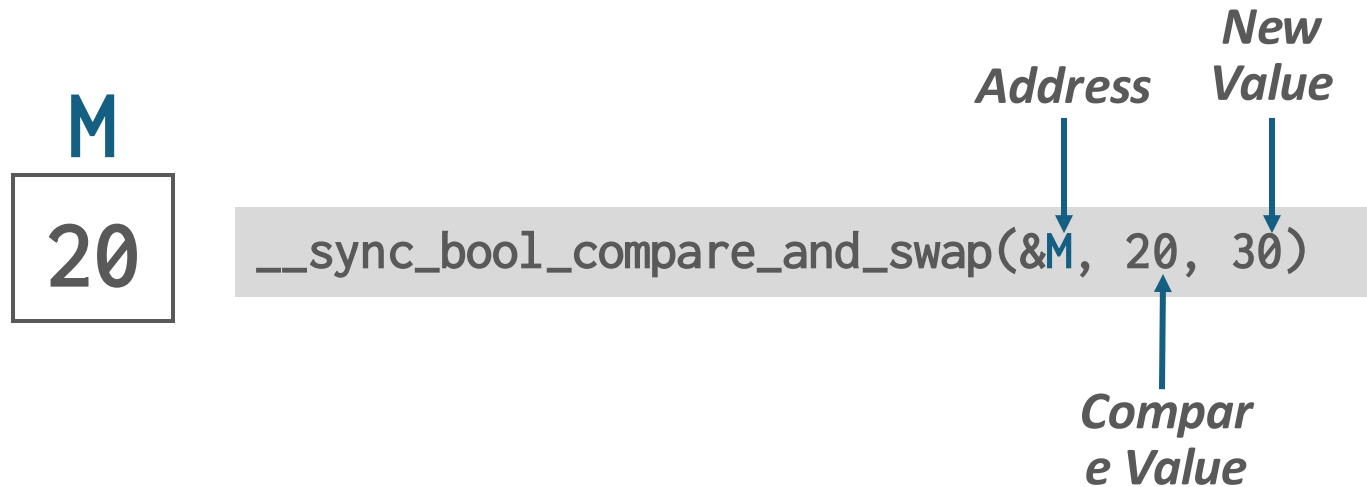 New
Value
Address
M
20
__sync_bool_compare_and_swap(&M, 20, 30)
Compar
e Value